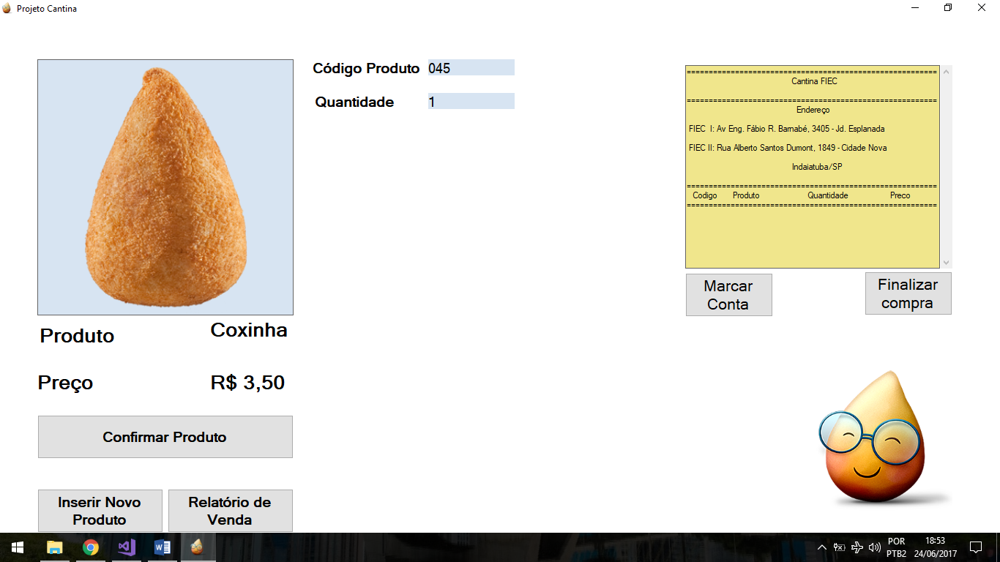 Projeto Cantina
Código Produto 045
Quantidade 1
Produto Coxinha
Preço R$ 3,50
Confirmar Produto
Inserir Novo
Produto
Relatório de
Venda
=========================================================
Cantina FIEC
=========================================================
Endereço
FIEC I: Av Eng. Fábio R. Barnabé, 3405 - Jd. Esplanada
FIEC II: Rua Alberto Santos Dumont, 1849 - Cidade Nova
Indaiatuba/SP
=========================================================
Codigo Produto Quantidade Preco
=========================================================
Marcar
Conta
Finalizar
compra
POR
PTB2
18:53
24/06/2017